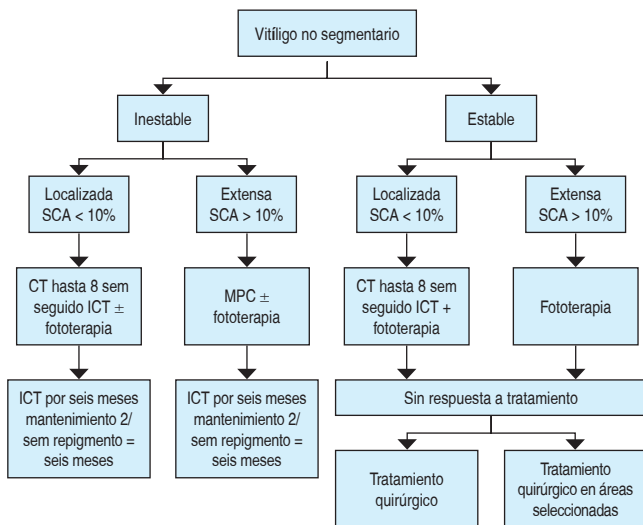 Vitíligo no segmentario
Inestable
Estable
Localizada
SCA < 10%
Extensa
SCA > 10%
Localizada
SCA < 10%
Extensa
SCA > 10%
CT hasta 8 sem
seguido ICT ±
fototerapia
MPC ±
fototerapia
CT hasta 8 sem
seguido ICT +
fototerapia
Fototerapia
ICT por seis meses
mantenimiento 2/
sem repigmento =
seis meses
ICT por seis meses
mantenimiento 2/
sem repigmento =
seis meses
Sin respuesta a tratamiento
Tratamiento
quirúrgico
Tratamiento
quirúrgico en áreas
seleccionadas